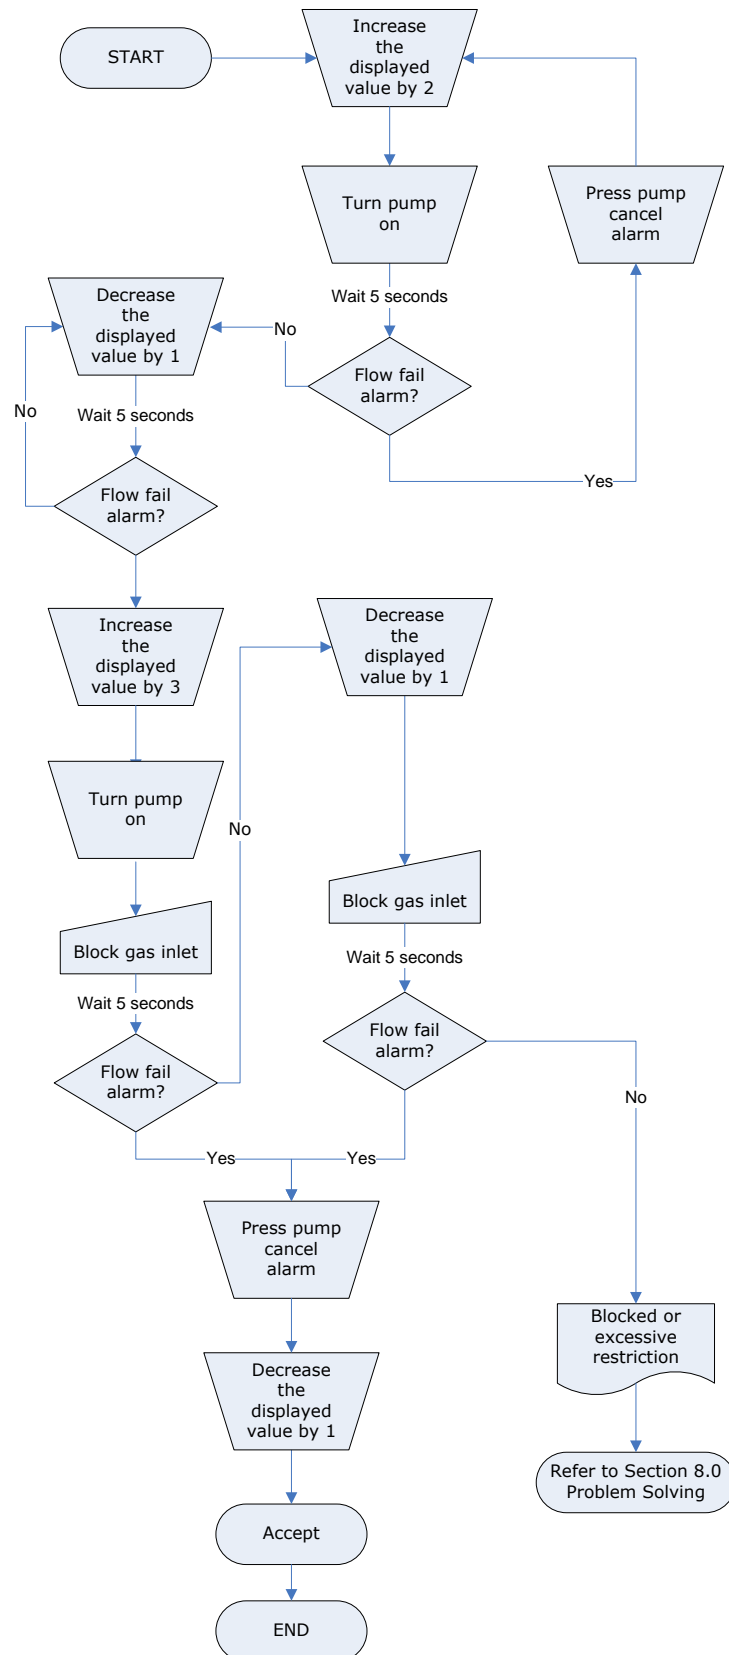 START
Increase
the
displayed
value by 2
Turn pump
on
Press pump
cancel
alarm
Wait 5 seconds
Decrease
the
displayed
value by 1
No
Flow fail
alarm?
No
Wait 5 seconds
Yes
Flow fail
alarm?
Increase
the
displayed
value by 3
Decrease
the
displayed
value by 1
Turn pump
on
No
Block gas inlet
Block gas inlet
Wait 5 seconds
Wait 5 seconds
Flow fail
alarm?
Flow fail
alarm?
No
Yes
Yes
Press pump
cancel
alarm
Blocked or
excessive
restriction
Decrease
the
displayed
value by 1
Refer to Section 8.0
Problem Solving
Accept
END